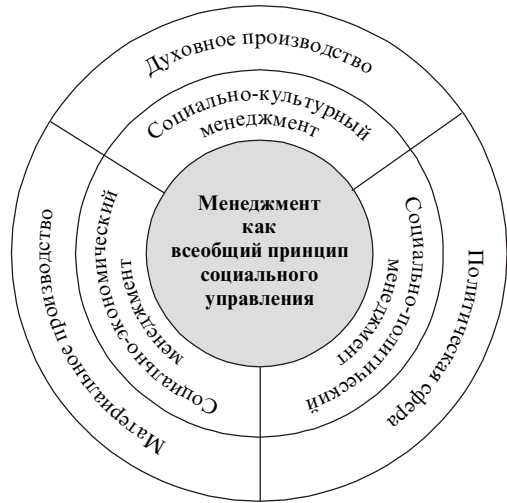 Духовное производство
Социально-культурный
менеджмент
Менеджмент
как
всеобщий принцип
социального
управления
Социально-экономический
менеджмент
Материальное производство
Социально-политический
менеджмент
Политическая сфера